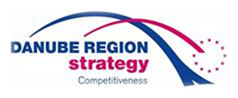 DANUBE REGION
strategy
Competitiveness